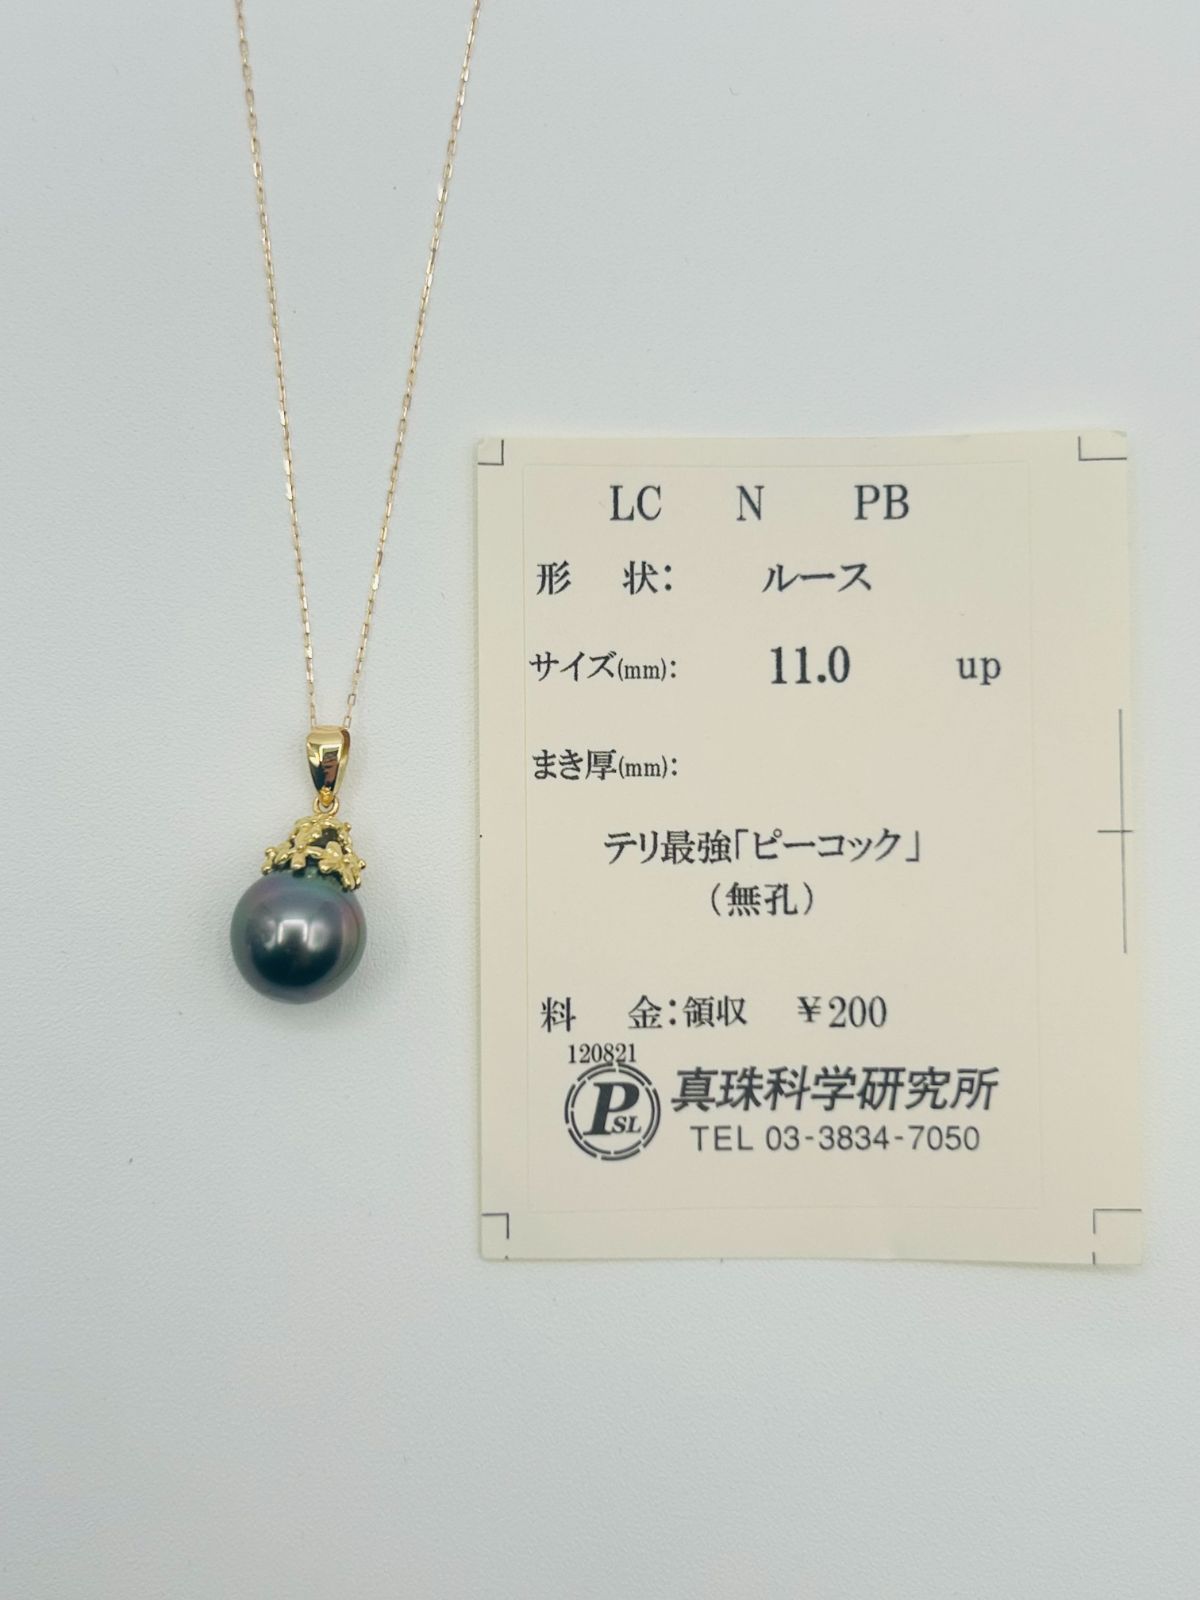 LC N PB
形 状: ルース
サイズ(mm): 11.0 up
まき厚(mm):
テリ最強「ピーコック」
(無孔)
料 金:領収 ¥200
120821
PSL 真珠科学研究所
TEL 03-3834-7050